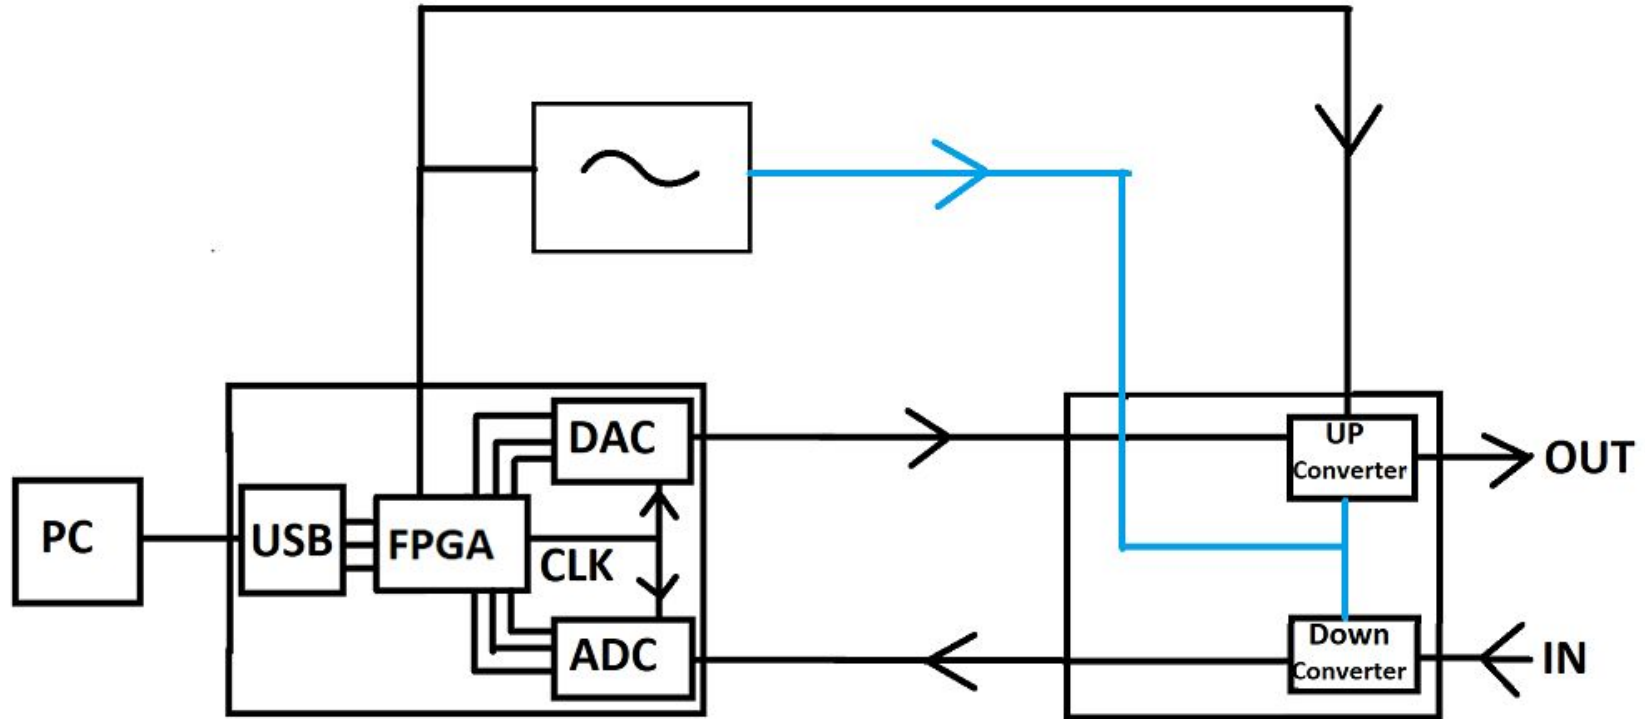 DAC
UP
Converter
OUT
PC
USB
FPGA
CLK
ADC
Down
Converter
IN